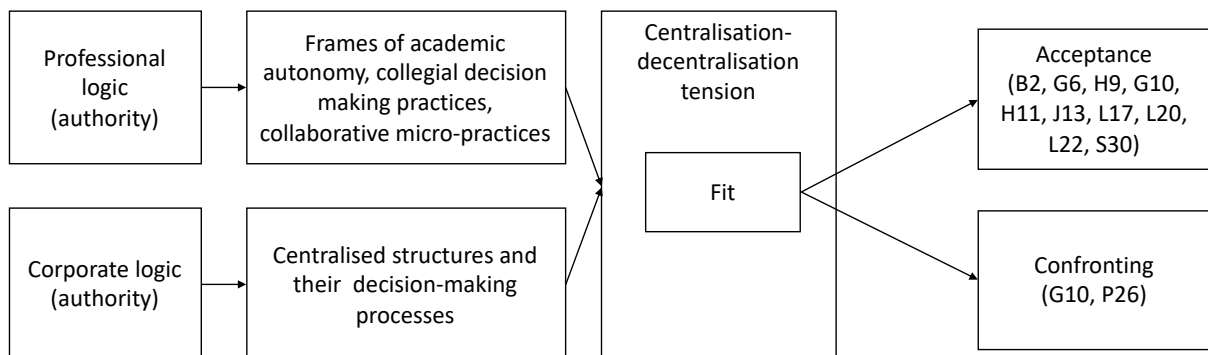 Professional
logic
(authority)
Frames of academic
autonomy, collegial decision
making practices,
collaborative micro-practices
Centralisation-
decentralisation
tension
Fit
Acceptance
(B2, G6, H9, G10,
H11, J13, L17, L20,
L22, S30)
Corporate logic
(authority)
Centralised structures and
their decision-making
processes
Confronting
(G10, P26)